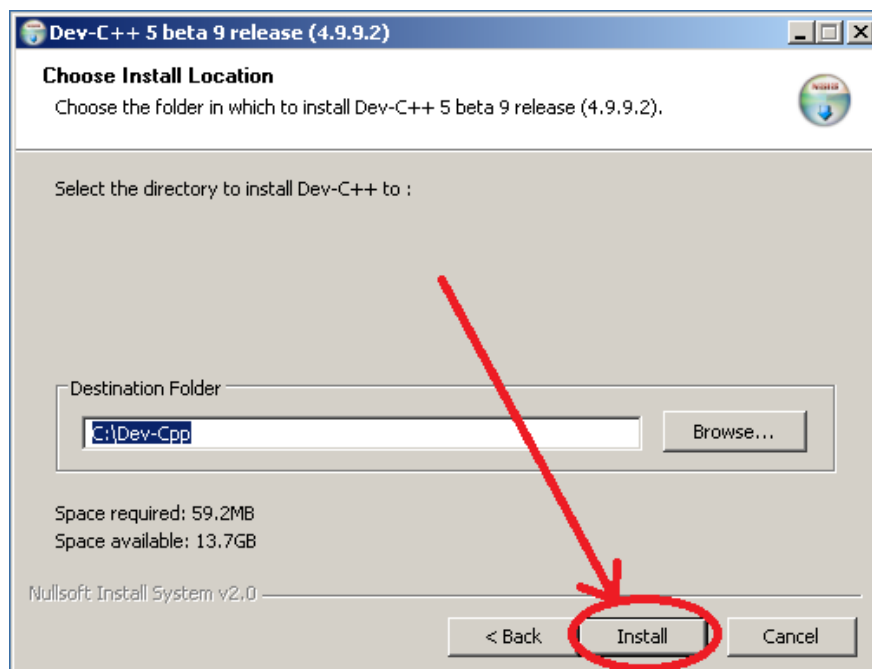 Dev-C++ 5 beta 9 release (4.9.9.2)
Choose Install Location
Choose the folder in which to install Dev-C++ 5 beta 9 release (4.9.9.2).
Select the directory to install Dev-C++ to :
Destination Folder
C:\Dev-Cpp
Browse...
Space required: 59.2MB
Space available: 13.7GB
Nullsoft Install System v2.0
< Back Install Cancel